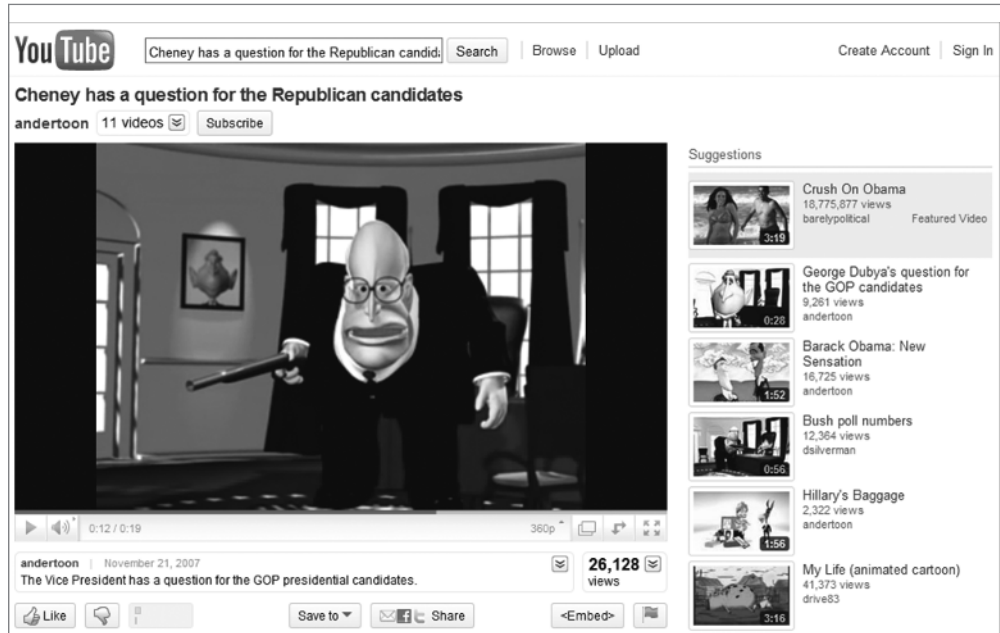 YouTube
Cheney has a question for the Republican candid
Search
Browse
Upload
Create Account
Sign In
Cheney has a question for the Republican candidates
andertoon
11 videos
Subscribe
0:12 / 0:19
360p
andertoon | November 21, 2007
The Vice President has a question for the GOP presidential candidates.
26,128
views
Like
Save to
Share
<Embed>
Suggestions
3:19
Crush On Obama
18,775,877 views
barelypolitical Featured Video
0:28
George Dubya's question for
the GOP candidates
9,261 views
andertoon
1:52
Barack Obama: New
Sensation
16,725 views
andertoon
0:56
Bush poll numbers
12,364 views
dsilverman
1:56
Hillary's Baggage
2,322 views
andertoon
3:16
My Life (animated cartoon)
41,373 views
drive83